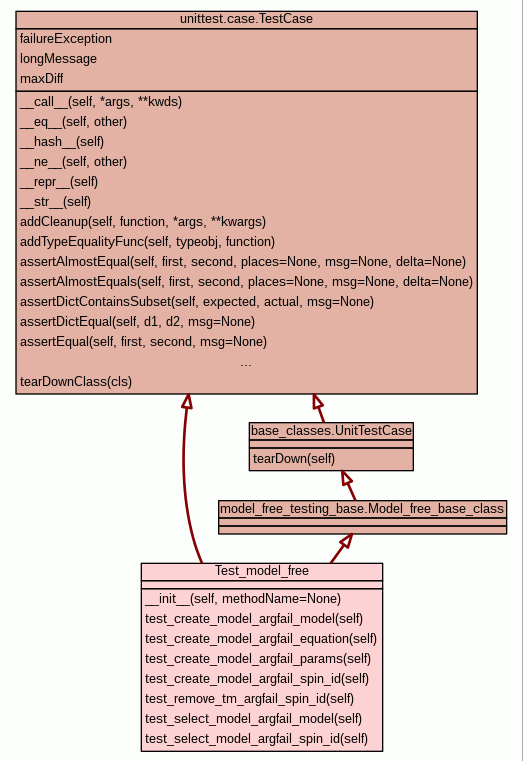 unittest.case.TestCase
failureException
longMessage
maxDiff
__call__(self, *args, **kwds)
__eq__(self, other)
__hash__(self)
__ne__(self, other)
__repr__(self)
__str__(self)
addCleanup(self, function, *args, **kwargs)
addTypeEqualityFunc(self, typeobj, function)
assertAlmostEqual(self, first, second, places=None, msg=None, delta=None)
assertAlmostEquals(self, first, second, places=None, msg=None, delta=None)
assertDictContainsSubset(self, expected, actual, msg=None)
assertDictEqual(self, d1, d2, msg=None)
assertEqual(self, first, second, msg=None)
...
tearDownClass(cls)
base_classes.UnitTestCase
tearDown(self)
model_free_testing_base.Model_free_base_class
Test_model_free
__init__(self, methodName=None)
test_create_model_argfail_model(self)
test_create_model_argfail_equation(self)
test_create_model_argfail_params(self)
test_create_model_argfail_spin_id(self)
test_remowe_tm_argfail_spin_id(self)
test_select_model_argfail_model(self)
test_select_model_argfail_spin_id(self)